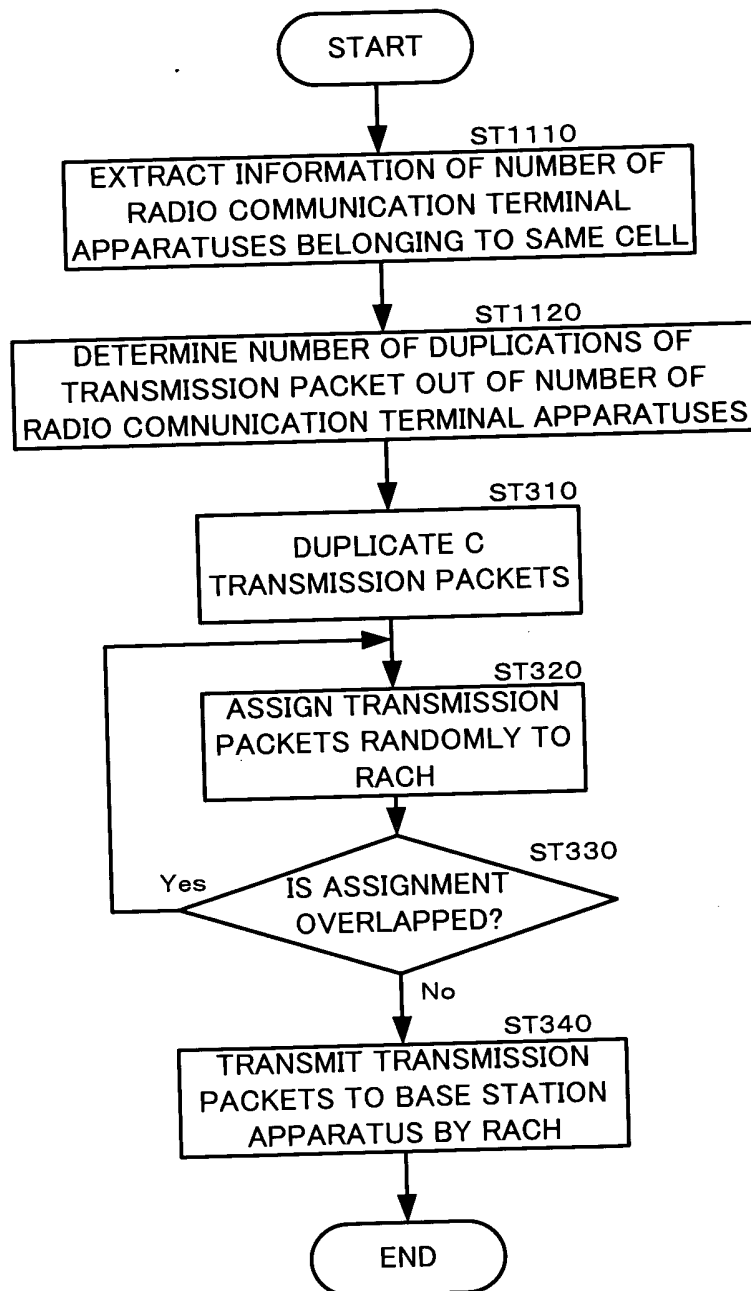 START
ST1110
EXTRACT INFORMATION OF NUMBER OF
RADIO COMMUNICATION TERMINAL
APPARATUSES BELONGING TO SAME CELL
ST1120
DETERMINE NUMBER OF DUPLICATIONS OF
TRANSMISSION PACKET OUT OF NUMBER OF
RADIO COMNUNICATION TERMINAL APPARATUSES
ST310
DUPLICATE C
TRANSMISSION PACKETS
ST320
ASSIGN TRANSMISSION
PACKETS RANDOMLY TO
RACH
ST330
Yes
IS ASSIGNMENT
OVERLAPPED?
No
ST340
TRANSMIT TRANSMISSION
PACKETS TO BASE STATION
APPARATUS BY RACH
END